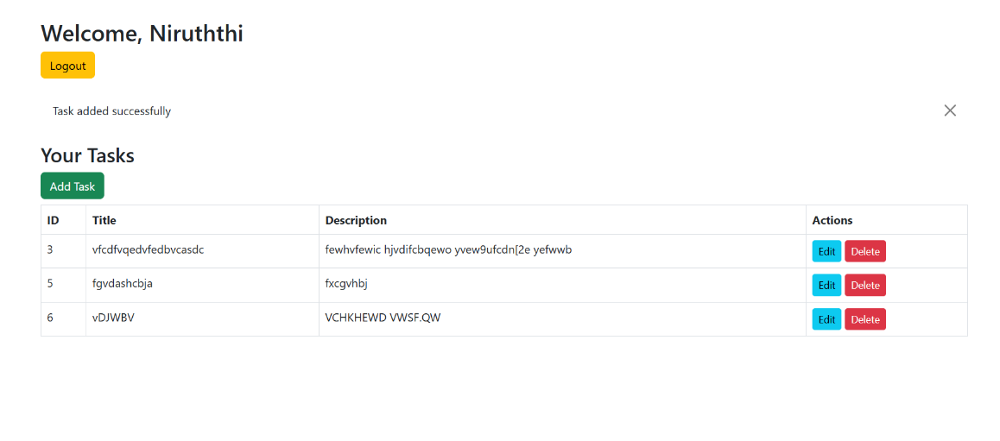 Welcome, Niruththi
Logout
Task added successfully
Your Tasks
Add Task
ID Title Description Actions
3 vfcdfvqedvfedbvcasdc fewhvfewic hjvdifcbqewo yvew9ufcdn[2e yefwwb Edit Delete
5 fgvdashcbja fxcgvhbj Edit Delete
6 vDJWBV VCHKHEWD VWSF.QW Edit Delete